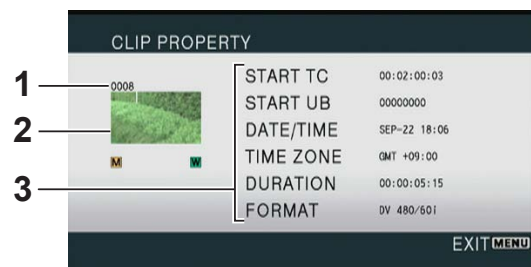 CLIP PROPERTY
1
0008
2
M W
3
START TC 00:02:00:03
START UB 00000000
DATE/TIME SEP-22 18:06
TIME ZONE GMT +09:00
DURATION 00:00:05:15
FORMAT DV 480/60i
EXIT MENU